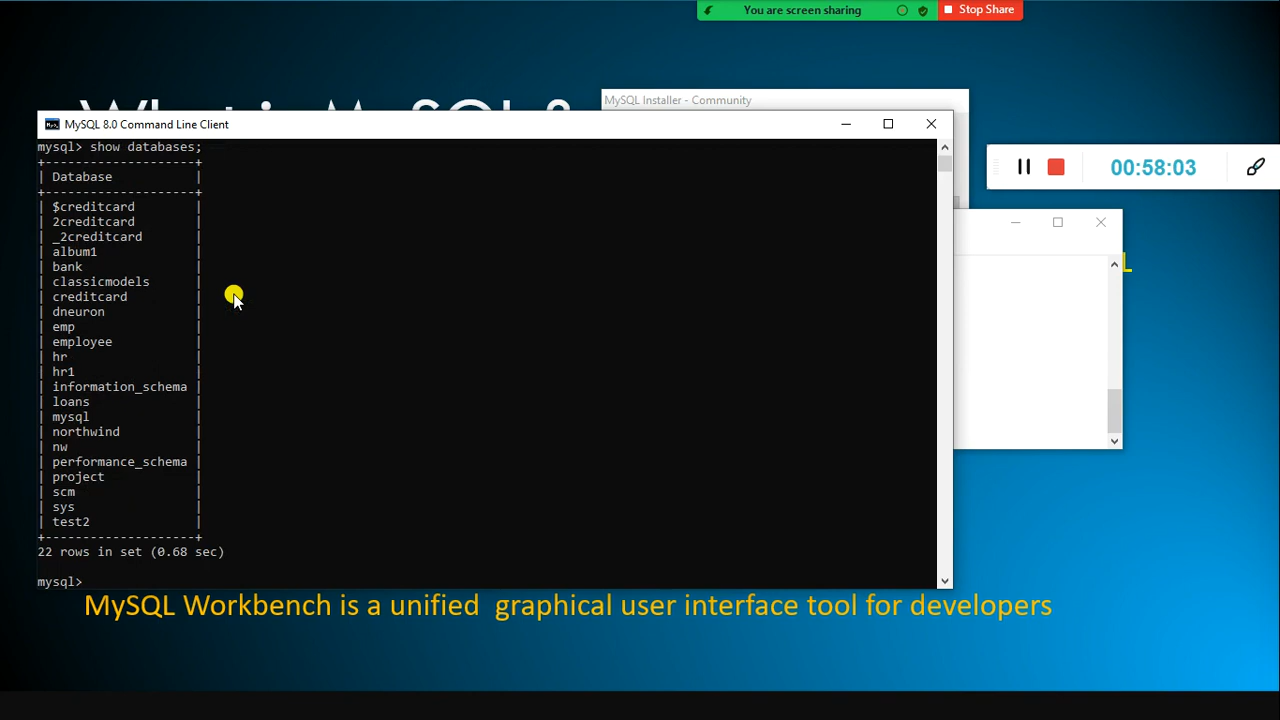 You are screen sharing
Stop Share
MySQL Installer - Community
MySQL 8.0 Command Line Client
mysql> show databases;
+--------------------+
| Database |
+--------------------+
| $creditcard |
| 2creditcard |
| _2creditcard |
| album1 |
| bank |
| classicmodels |
| creditcard |
| dneuron |
| emp |
| employee |
| hr |
| hr1 |
| information_schema |
| loans |
| mysql |
| northwind |
| nw |
| performance_schema |
| project |
| scm |
| sys |
| test2 |
+--------------------+
22 rows in set (0.68 sec)
mysql>
00:58:03
MySQL Workbench is a unified  graphical user interface tool for developers